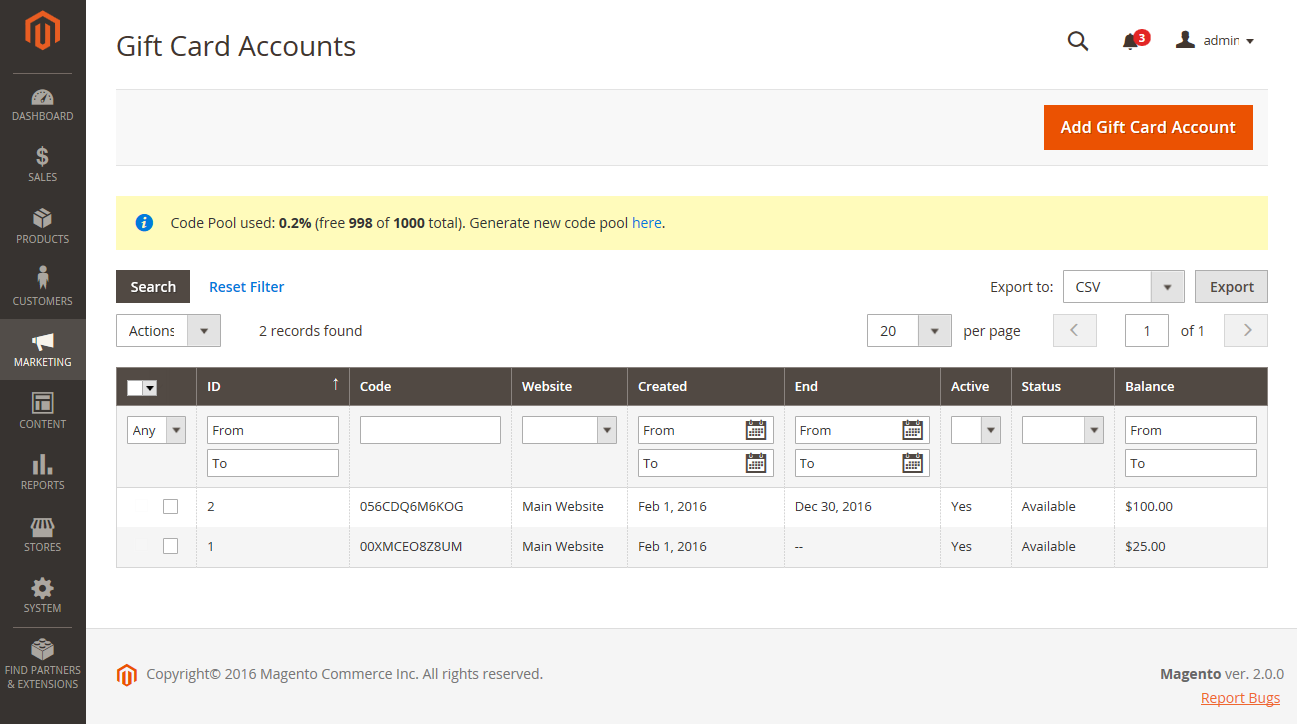 Gift Card Accounts
3
admin
DASHBOARD
SALES
PRODUCTS
CUSTOMERS
MARKETING
CONTENT
REPORTS
STORES
SYSTEM
FIND PARTNERS
& EXTENSIONS
Add Gift Card Account
Code Pool used: 0.2% (free 998 of 1000 total). Generate new code pool here.
Search Reset Filter Export to: CSV Export
Actions 2 records found 20 per page 1 of 1
ID ↑ Code Website Created End Active Status Balance
Any From From From From
To To To To
2 056CDQ6M6KOG Main Website Feb 1, 2016 Dec 30, 2016 Yes Available $100.00
1 00XMCEO8Z8UM Main Website Feb 1, 2016 -- Yes Available $25.00
Copyright© 2016 Magento Commerce Inc. All rights reserved. Magento ver. 2.0.0
Report Bugs